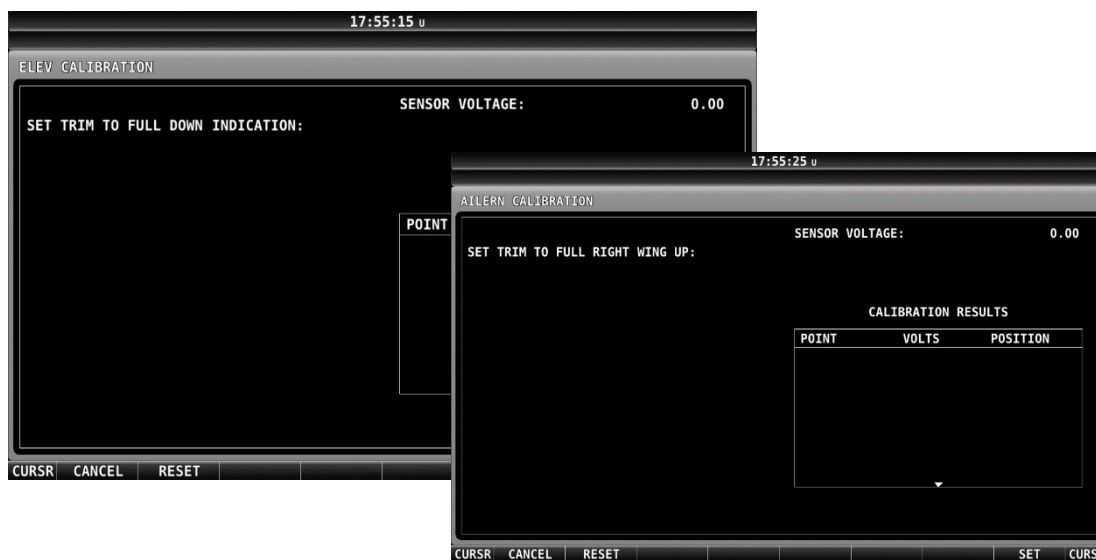 17:55:15 U
ELEV CALIBRATION
SENSOR VOLTAGE: 0.00
SET TRIM TO FULL DOWN INDICATION:
POINT
CURSR CANCEL RESET
17:55:25 U
AILERN CALIBRATION
SENSOR VOLTAGE: 0.00
SET TRIM TO FULL RIGHT WING UP:
CALIBRATION RESULTS
POINT VOLTS POSITION
CURSR CANCEL RESET SET CURS